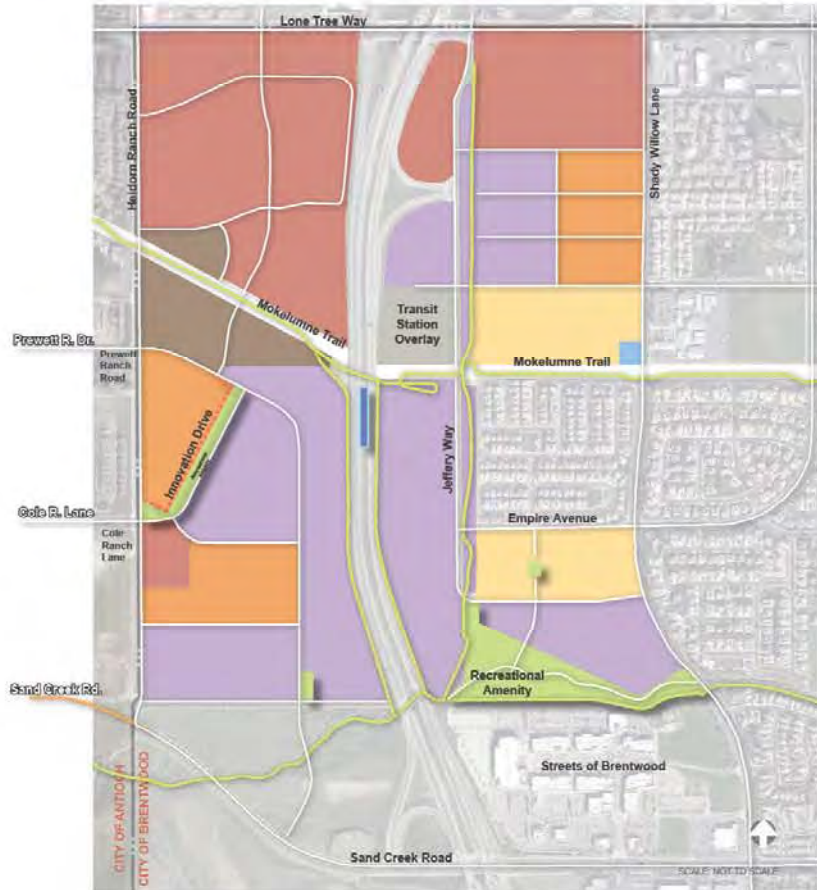 Lone Tree Way
Heidorn Ranch Road
Shady Willow Lane
Mokelumne Trail
Transit
Station
Overlay
Prewett R. Dr.
Prewett
Ranch
Road
Mokelumne Trail
Innovation Drive
Jeffery Way
Cole R. Lane
Empire Avenue
Cole
Ranch
Lane
Sand Creek Rd.
Recreational
Amenity
Streets of Brentwood
CITY OF ANTIOCH
CITY OF BRENTWOOD
Sand Creek Road
SCALE: NOT TO SCALE